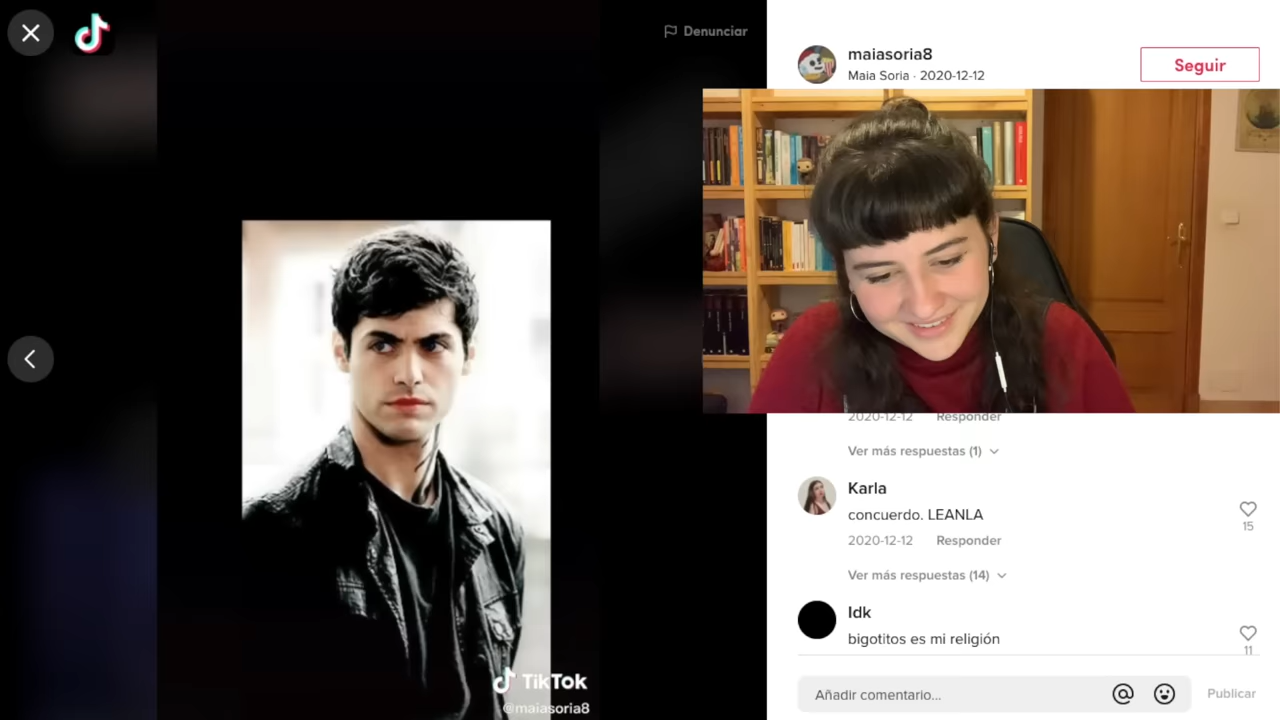 Denunciar
maiasoria8
Maia Soria · 2020-12-12
Seguir
2020-12-12 Responder
Ver más respuestas (1)
Karla
concuerdo. LEANLA
15
2020-12-12 Responder
Ver más respuestas (14)
Idk
bigotitos es mi religión
11
Añadir comentario...
Publicar
TikTok
@maiasoria8